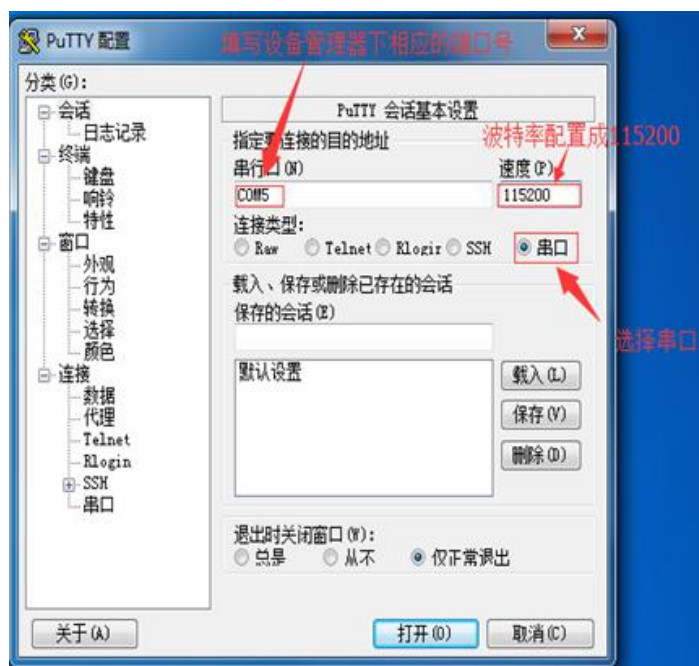 PuTTY 配置
填写设备管理器下相应的端口号
分类(G):
会话
日志记录
终端
键盘
响铃
特性
窗口
外观
行为
转换
选择
颜色
连接
数据
代理
Telnet
Rlogin
SSH
串口
PuTTY 会话基本设置
指定要连接的目的地址
波特率配置成115200
串行口(N)
速度(P)
COM5
115200
连接类型:
Raw Telnet Rlogin SSH 串口
选择串口
载入、保存或删除已存在的会话
保存的会话(E)
默认设置
载入(L)
保存(V)
删除(D)
退出时关闭窗口(W):
总是 从不 仅正常退出
关于(A)
打开(O)
取消(C)